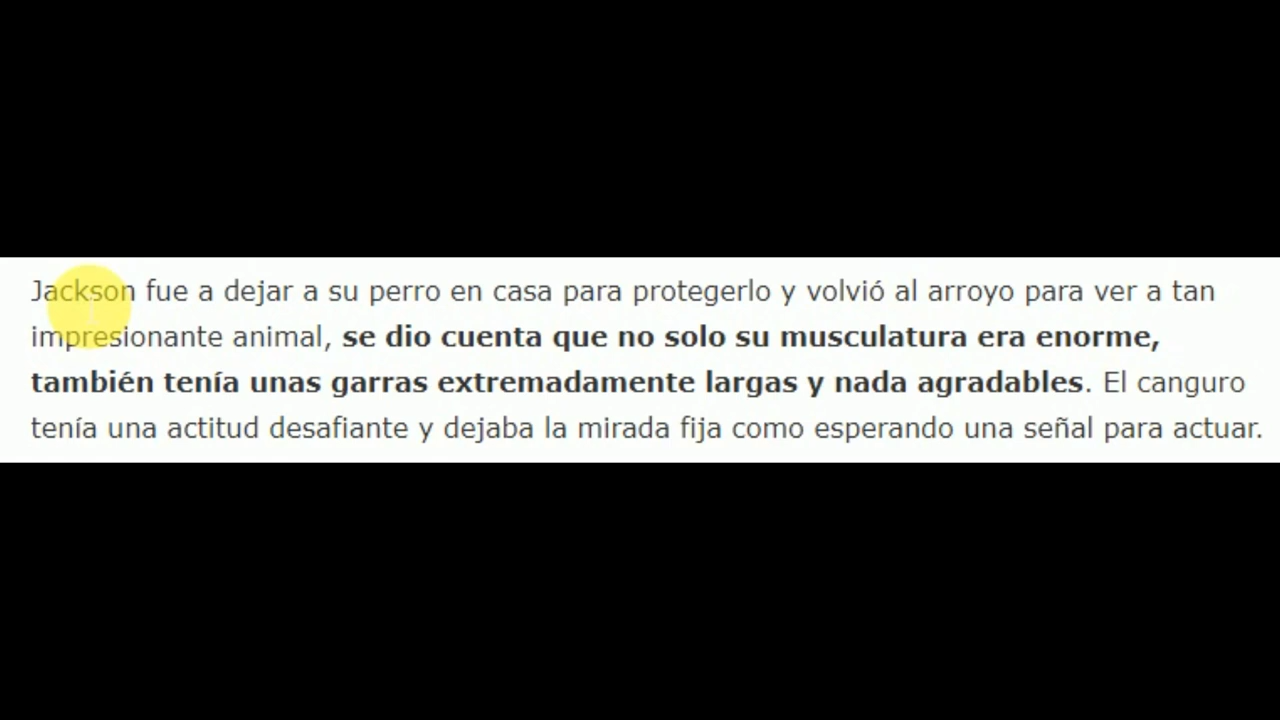 Jackson fue a dejar a su perro en casa para protegerlo y volvió al arroyo para ver a tan
impresionante animal, se dio cuenta que no solo su musculatura era enorme,
también tenía unas garras extremadamente largas y nada agradables. El canguro
tenía una actitud desafiante y dejaba la mirada fija como esperando una señal para actuar.